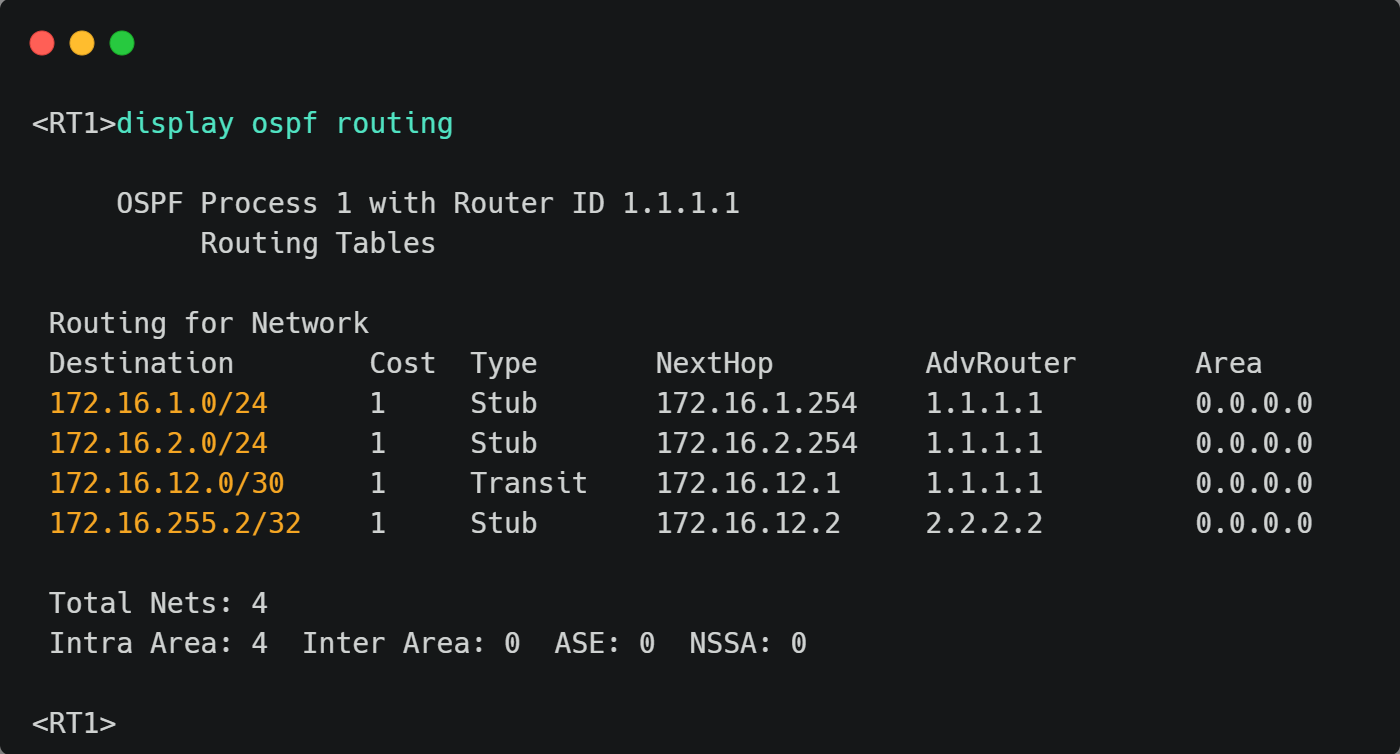 <RT1>display ospf routing
OSPF Process 1 with Router ID 1.1.1.1
Routing Tables
Routing for Network
Destination        Cost  Type       NextHop         AdvRouter       Area
172.16.1.0/24      1     Stub       172.16.1.254    1.1.1.1         0.0.0.0
172.16.2.0/24      1     Stub       172.16.2.254    1.1.1.1         0.0.0.0
172.16.12.0/30     1     Transit    172.16.12.1     1.1.1.1         0.0.0.0
172.16.255.2/32    1     Stub       172.16.12.2     2.2.2.2         0.0.0.0
Total Nets: 4
Intra Area: 4  Inter Area: 0  ASE: 0  NSSA: 0
<RT1>